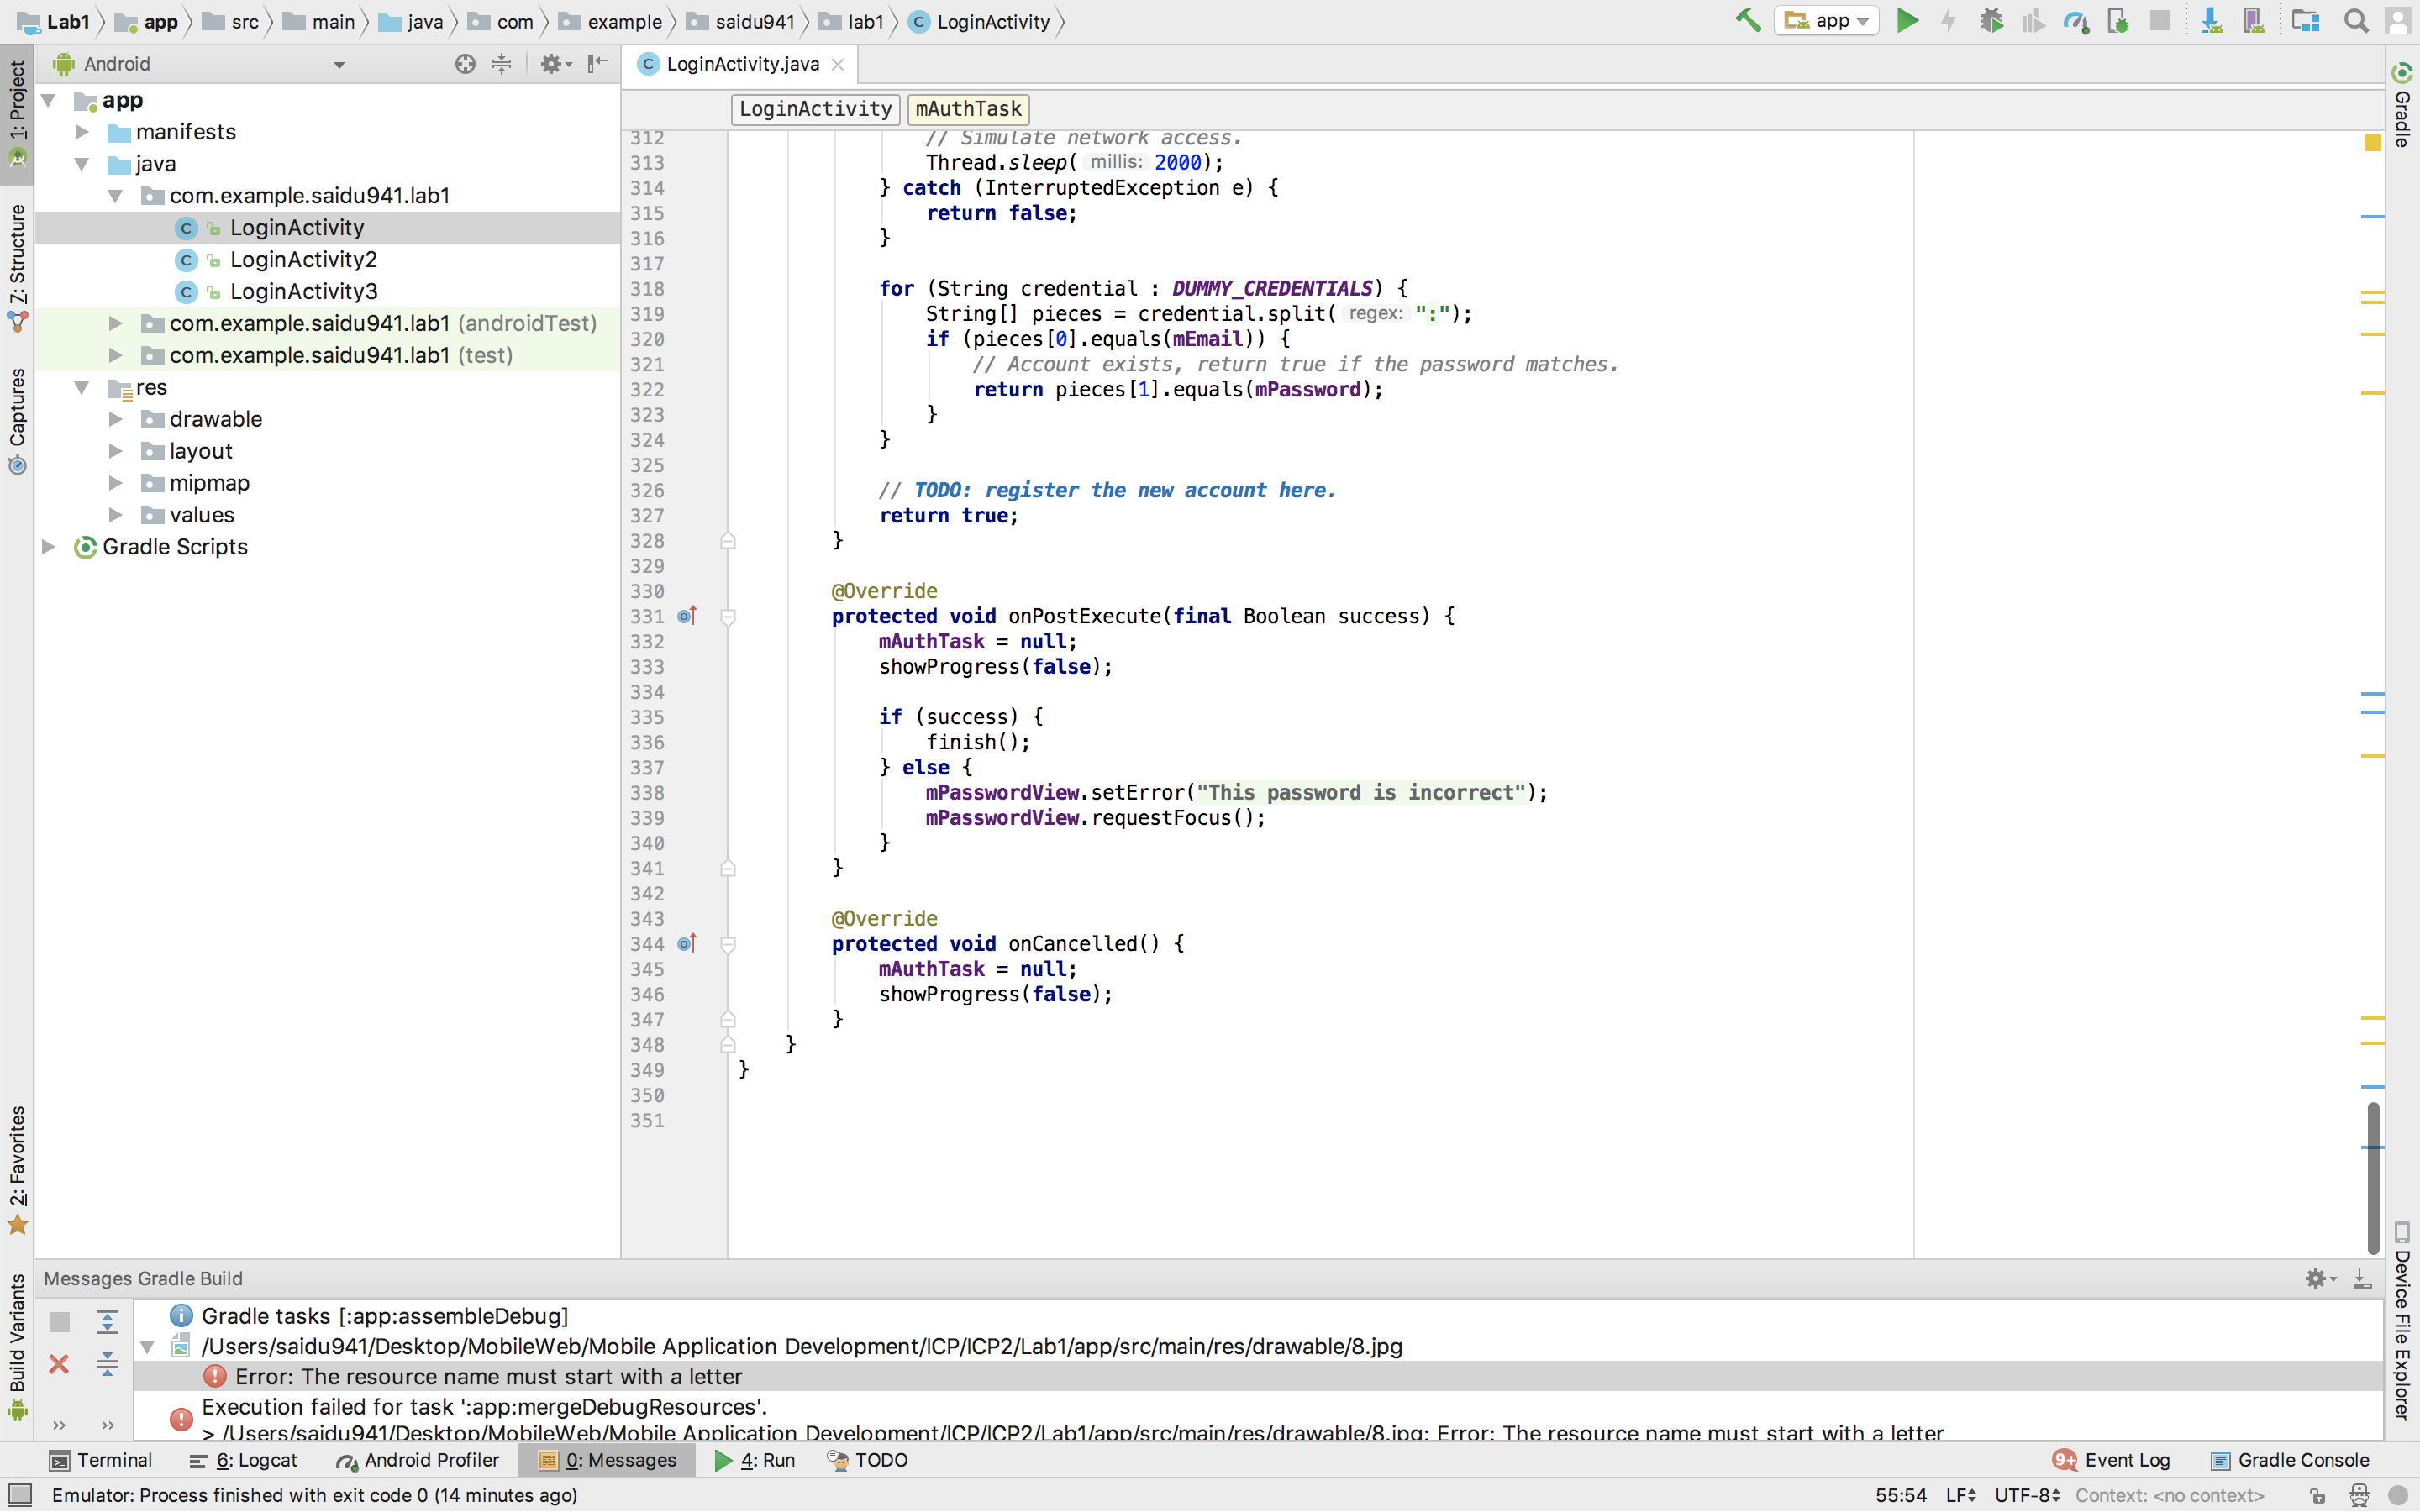 Lab1 app src main java com example saidu941 lab1 LoginActivity app
Android
LoginActivity.java
LoginActivity mAuthTask
app
manifests
java
com.example.saidu941.lab1
LoginActivity
LoginActivity2
LoginActivity3
com.example.saidu941.lab1 (androidTest)
com.example.saidu941.lab1 (test)
res
drawable
layout
mipmap
values
Gradle Scripts
1: Project
7: Structure
Captures
2: Favorites
Build Variants
312 // Simulate network access.
313 Thread.sleep( millis: 2000);
314 } catch (InterruptedException e) {
315 return false;
316 }
317
318 for (String credential : DUMMY_CREDENTIALS) {
319 String[] pieces = credential.split( regex: ":");
320 if (pieces[0].equals(mEmail)) {
321 // Account exists, return true if the password matches.
322 return pieces[1].equals(mPassword);
323 }
324 }
325
326 // TODO: register the new account here.
327 return true;
328 }
329
330 @Override
331 protected void onPostExecute(final Boolean success) {
332 mAuthTask = null;
333 showProgress(false);
334
335 if (success) {
336 finish();
337 } else {
338 mPasswordView.setError("This password is incorrect");
339 mPasswordView.requestFocus();
340 }
341 }
342
343 @Override
344 protected void onCancelled() {
345 mAuthTask = null;
346 showProgress(false);
347 }
348 }
349 }
350
351
Gradle
Device File Explorer
Messages Gradle Build
Gradle tasks [:app:assembleDebug]
/Users/saidu941/Desktop/MobileWeb/Mobile Application Development/ICP/ICP2/Lab1/app/src/main/res/drawable/8.jpg
Error: The resource name must start with a letter
Execution failed for task ':app:mergeDebugResources'.
> /Users/saidu941/Desktop/MobileWeb/Mobile Application Development/ICP/ICP2/Lab1/app/src/main/res/drawable/8.jpg: Error: The resource name must start with a letter
Terminal 6: Logcat Android Profiler 0: Messages 4: Run TODO 9+ Event Log Gradle Console
Emulator: Process finished with exit code 0 (14 minutes ago) 55:54 LF UTF-8 Context: <no context>